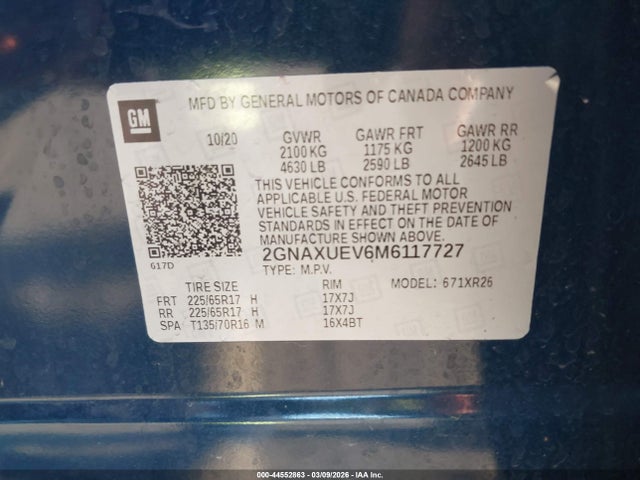 GM
MFD BY GENERAL MOTORS OF CANADA COMPANY
10/20 GVWR GAWR FRT GAWR RR
2100 KG 1175 KG 1200 KG
4630 LB 2590 LB 2645 LB
THIS VEHICLE CONFORMS TO ALL
APPLICABLE U.S. FEDERAL MOTOR
VEHICLE SAFETY AND THEFT PREVENTION
STANDARDS IN EFFECT ON THE DATE OF
MANUFACTURE SHOWN ABOVE.
617D
2GNAXUEV6M6117727
TYPE: M.P.V. MODEL: 671XR26
TIRE SIZE RIM
FRT 225/65R17 H 17X7J
RR 225/65R17 H 17X7J
SPA T135/70R16 M 16X4BT
000-44552863 - 03/09/2026 - IAA Inc.